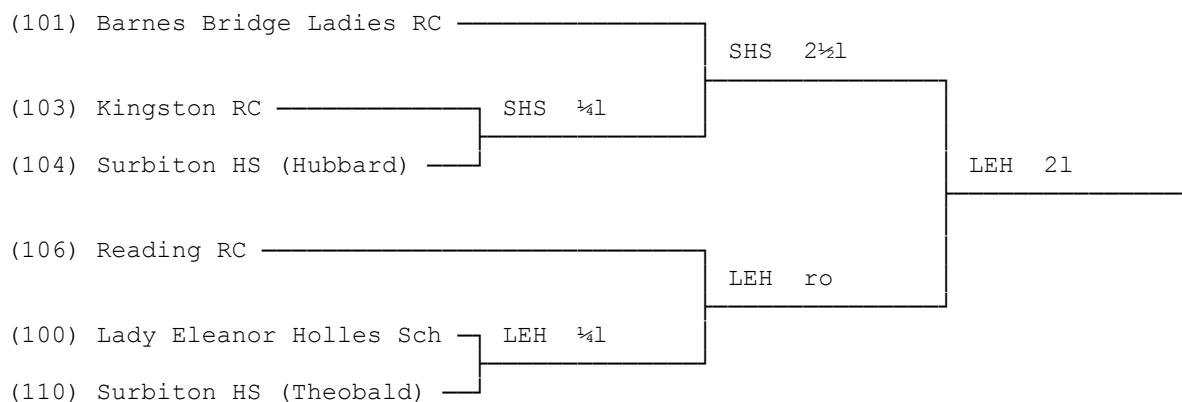 (101) Barnes Bridge Ladies RC
SHS 2½l
(103) Kingston RC
SHS ¼l
(104) Surbiton HS (Hubbard)
LEH 2l
(106) Reading RC
LEH ro
(100) Lady Eleanor Holles Sch
LEH ¼l
(110) Surbiton HS (Theobald)